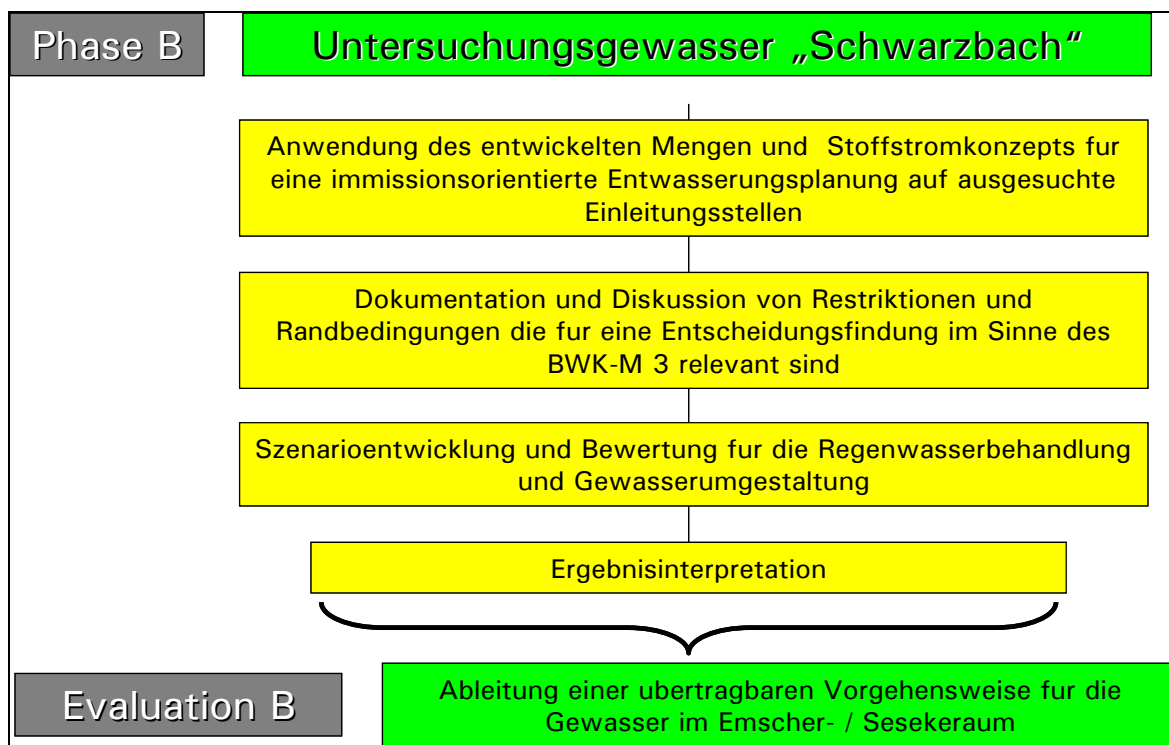 Phase B
Untersuchungsgewasser „Schwarzbach“
Anwendung des entwickelten Mengen und Stoffstromkonzepts fur
eine immissionsorientierte Entwasserungsplanung auf ausgesuchte
Einleitungsstellen
Dokumentation und Diskussion von Restriktionen und
Randbedingungen die fur eine Entscheidungsfindung im Sinne des
BWK-M 3 relevant sind
Szenarioentwicklung und Bewertung fur die Regenwasserbehandlung
und Gewasserumgestaltung
Ergebnisinterpretation
Evaluation B
Ableitung einer ubertragbaren Vorgehensweise fur die
Gewasser im Emscher- / Sesekeraum